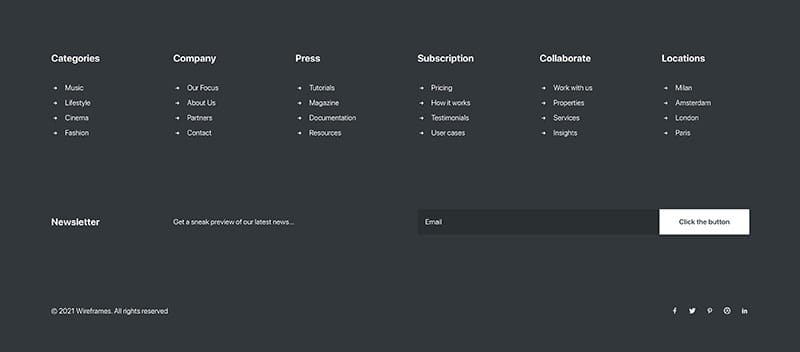 Categories
Music
Lifestyle
Cinema
Fashion
Company
Our Focus
About Us
Partners
Contact
Press
Tutorials
Magazine
Documentation
Resources
Subscription
Pricing
How it works
Testimonials
User cases
Collaborate
Work with us
Properties
Services
Insights
Locations
Milan
Amsterdam
London
Paris
Newsletter
Get a sneak preview of our latest news...
Email
Click the button
© 2021 Wireframes. All rights reserved